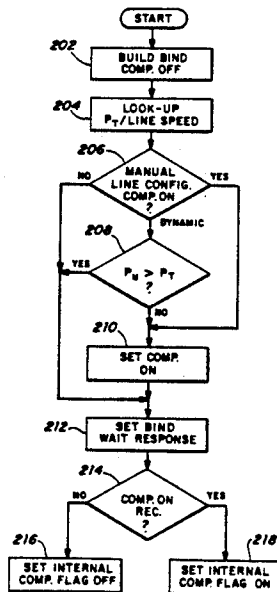 START
202
BUILD BIND
COMP. OFF
204
LOOK-UP
PT/LINE SPEED
206
NO
MANUAL
LINE CONFIG.
COMP. ON
?
YES
DYNAMIC
208
YES
PU > PT
?
NO
210
SET COMP.
ON
212
SET BIND
WAIT RESPONSE
214
NO
COMP. ON
REC.
?
YES
216
SET INTERNAL
COMP. FLAG OFF
218
SET INTERNAL
COMP. FLAG ON